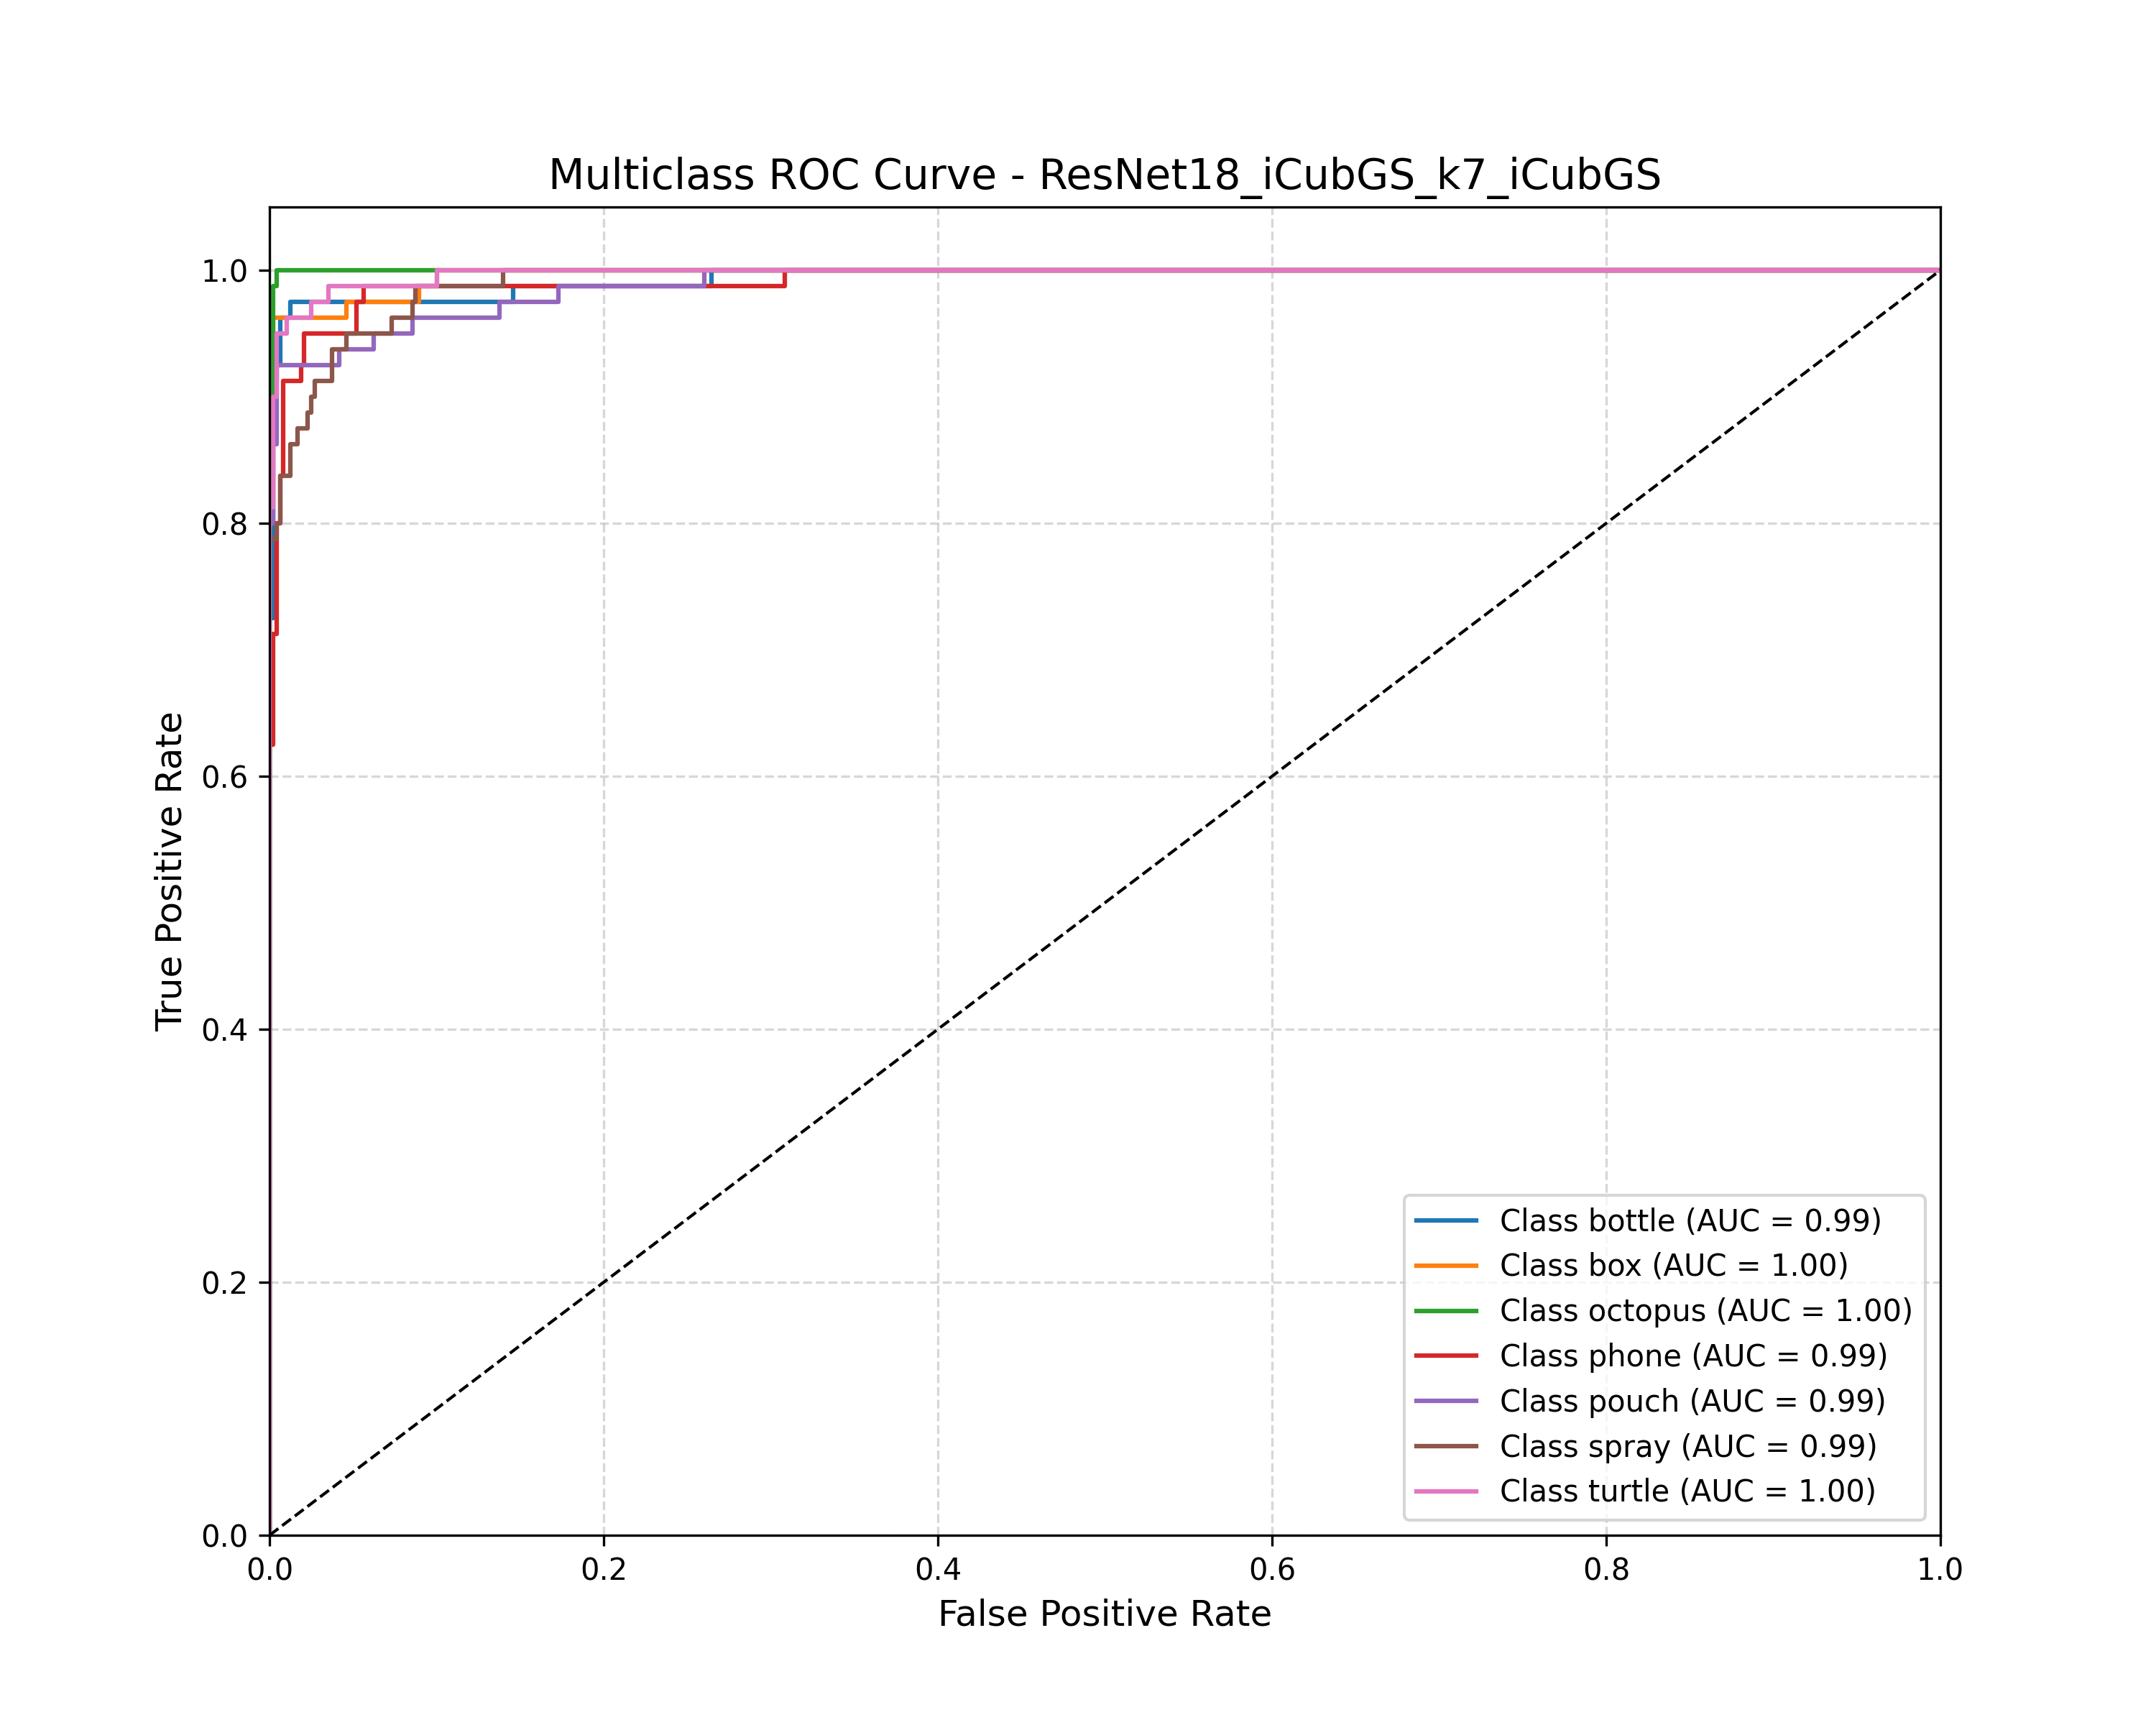 Multiclass ROC Curve - ResNet18_iCubGS_k7_iCubGS
1.0
0.8
0.6
0.4
0.2
0.0
True Positive Rate
0.0 0.2 0.4 0.6 0.8 1.0
False Positive Rate
Class bottle (AUC = 0.99)
Class box (AUC = 1.00)
Class octopus (AUC = 1.00)
Class phone (AUC = 0.99)
Class pouch (AUC = 0.99)
Class spray (AUC = 0.99)
Class turtle (AUC = 1.00)